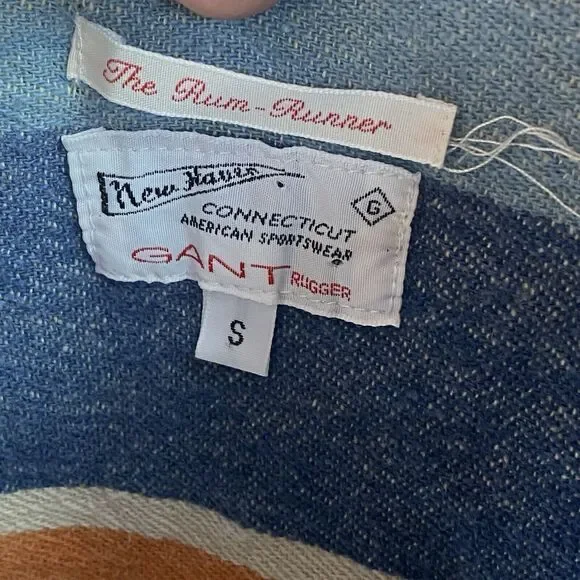 The Rum-Runner
New Haven
G
CONNECTICUT
AMERICAN SPORTSWEAR
GANT RUGGER
S